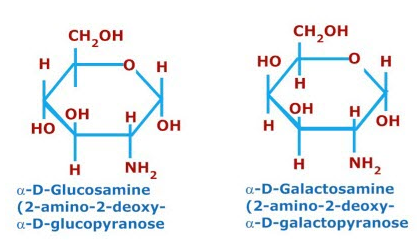 CH2OH
H
O
H
OH
H
HO
OH
H
NH2
α-D-Glucosamine
(2-amino-2-deoxy-
α-D-glucopyranose
CH2OH
HO
O
H
H
OH
H
H
OH
H
NH2
α-D-Galactosamine
(2-amino-2-deoxy-
α-D-galactopyranose